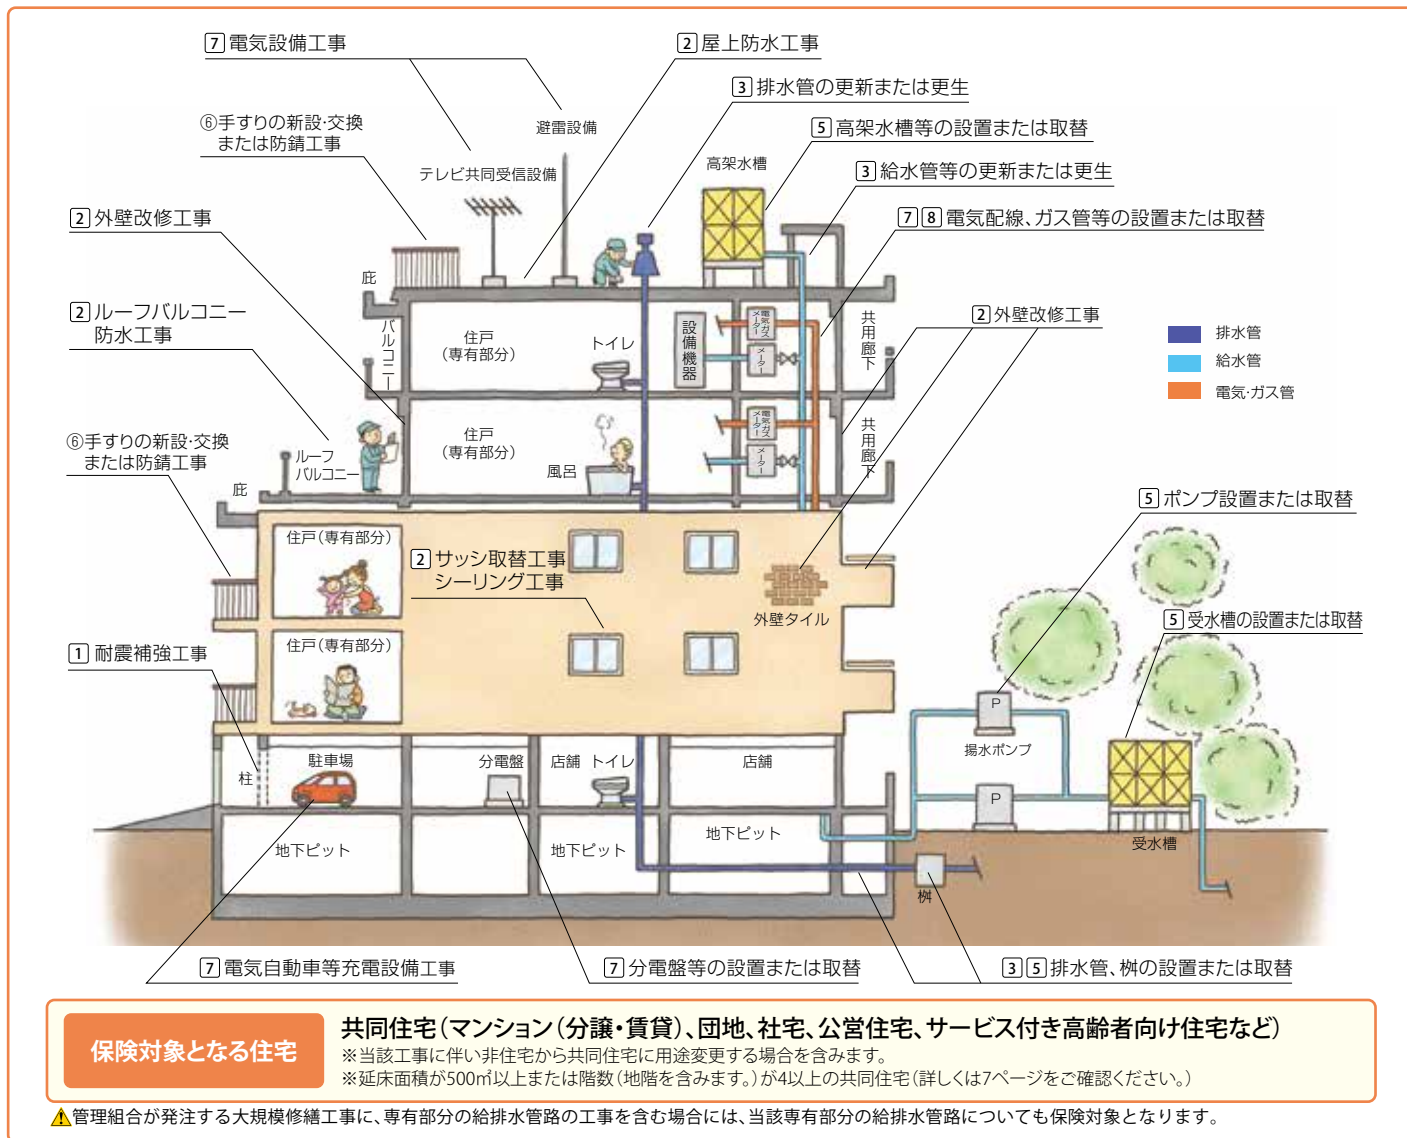 7 電気設備工事
2 屋上防水工事
3 排水管の更新または更生
⑥手すりの新設・交換
または防錆工事
避雷設備
5 高架水槽等の設置または取替
テレビ共同受信設備
高架水槽
3 給水管等の更新または更生
2 外壁改修工事
7 8 電気配線、ガス管等の設置または取替
庇
2 ルーフバルコニー
防水工事
バルコニー
住戸
(専有部分)
トイレ
設備機器
電気・ガス
メーター
メーター
共用廊下
2 外壁改修工事
排水管
給水管
電気・ガス管
⑥手すりの新設・交換
または防錆工事
ルーフ
バルコニー
住戸
(専有部分)
風呂
電気・ガス
メーター
メーター
共用廊下
庇
5 ポンプ設置または取替
住戸(専有部分)
2 サッシ取替工事
シーリング工事
外壁タイル
5 受水槽の設置または取替
1 耐震補強工事
住戸(専有部分)
P
揚水ポンプ
柱
駐車場
分電盤
店舗
トイレ
店舗
P
地下ピット
地下ピット
地下ピット
受水槽
桝
7 電気自動車等充電設備工事
7 分電盤等の設置または取替
3 5 排水管、桝の設置または取替
保険対象となる住宅
共同住宅(マンション(分譲・賃貸)、団地、社宅、公営住宅、サービス付き高齢者向け住宅など)
※当該工事に伴い非住宅から共同住宅に用途変更する場合を含みます。
※延床面積が500㎡以上または階数(地階を含みます。)が4以上の共同住宅(詳しくは7ページをご確認ください。)
管理組合が発注する大規模修繕工事に、専有部分の給排水管路の工事を含む場合には、当該専有部分の給排水管路についても保険対象となります。